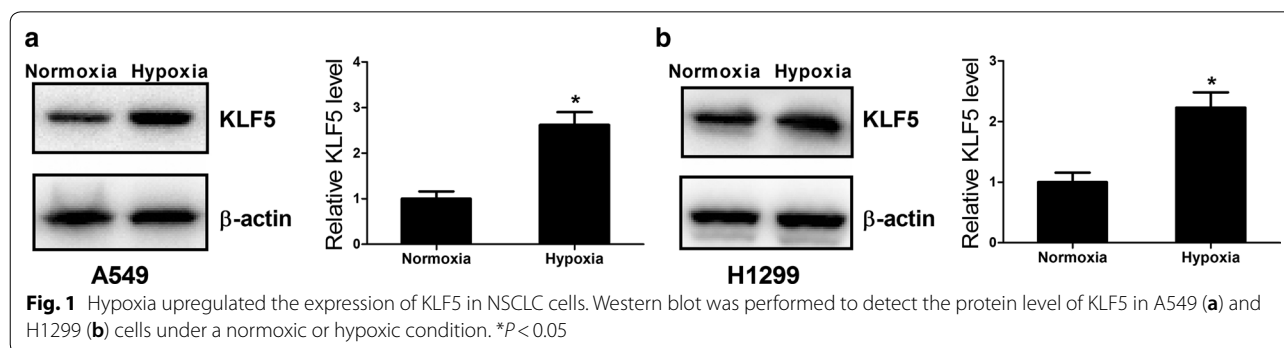 a
Normoxia Hypoxia
KLF5
β-actin
A549
Relative KLF5 level
4
3
2
1
0
*
Normoxia
Hypoxia
b
Normoxia Hypoxia
KLF5
β-actin
H1299
Relative KLF5 level
3
2
1
0
*
Normoxia
Hypoxia
Fig. 1 Hypoxia upregulated the expression of KLF5 in NSCLC cells. Western blot was performed to detect the protein level of KLF5 in A549 (a) and
H1299 (b) cells under a normoxic or hypoxic condition. *P < 0.05